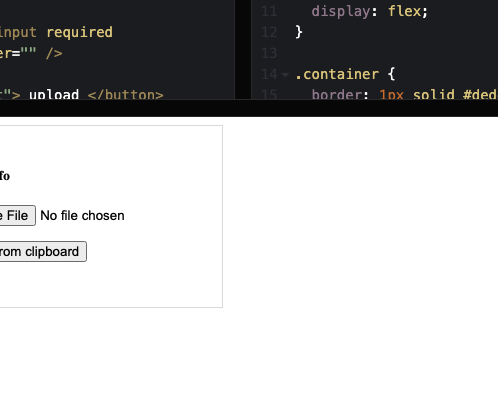 input required
er="" />
t"> upload </button>
11 display: flex;
12 }
13
14 .container {
15 border: 1px solid #ded
fo
e File No file chosen
rom clipboard